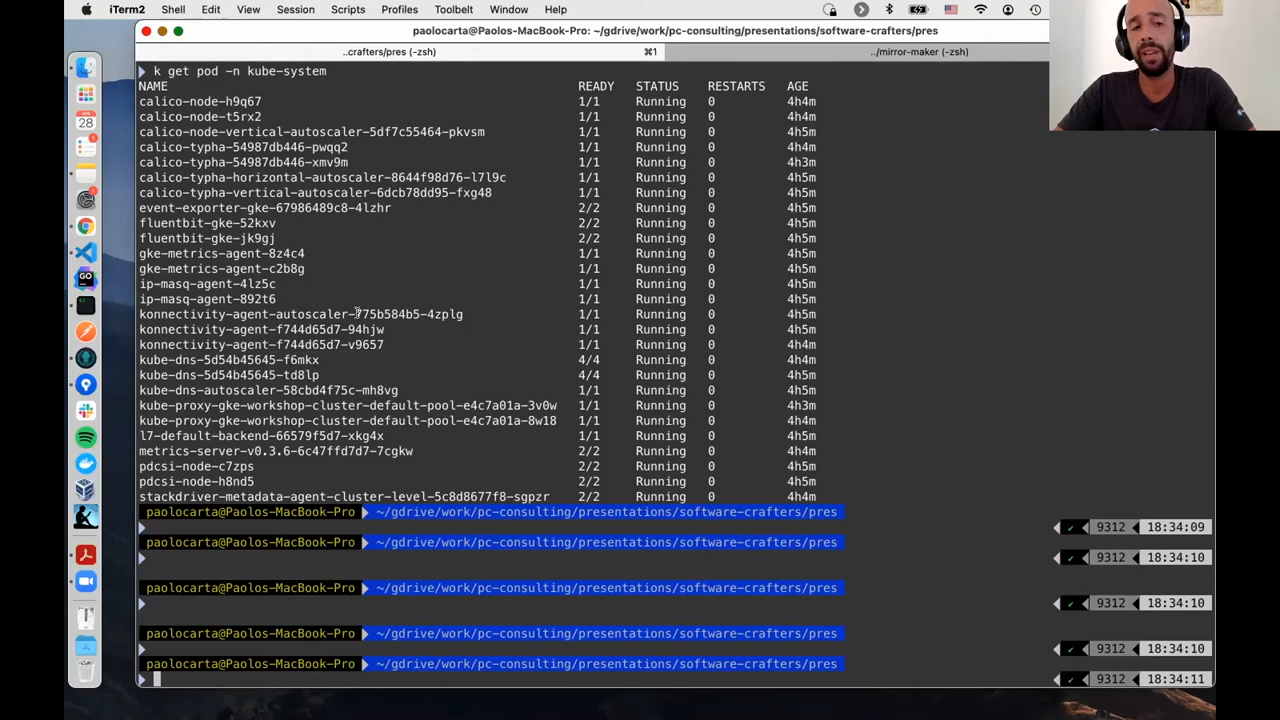 iTerm2 Shell Edit View Session Scripts Profiles Toolbelt Window Help
paolocarta@Paolos-MacBook-Pro: ~/gdrive/work/pc-consulting/presentations/software-crafters/pres
..crafters/pres (-zsh) ⌘1 ../mirror-maker (-zsh)
k get pod -n kube-system
NAME READY STATUS RESTARTS AGE
calico-node-h9q67 1/1 Running 0 4h4m
calico-node-t5rx2 1/1 Running 0 4h4m
calico-node-vertical-autoscaler-5df7c55464-pkvsm 1/1 Running 0 4h5m
calico-typha-54987db446-pwqq2 1/1 Running 0 4h4m
calico-typha-54987db446-xmv9m 1/1 Running 0 4h3m
calico-typha-horizontal-autoscaler-8644f98d76-l7l9c 1/1 Running 0 4h5m
calico-typha-vertical-autoscaler-6dcb78dd95-fxg48 1/1 Running 0 4h5m
event-exporter-gke-67986489c8-4lzhr 2/2 Running 0 4h5m
fluentbit-gke-52kxv 2/2 Running 0 4h5m
fluentbit-gke-jk9gj 2/2 Running 0 4h5m
gke-metrics-agent-8z4c4 1/1 Running 0 4h5m
gke-metrics-agent-c2b8g 1/1 Running 0 4h5m
ip-masq-agent-4lz5c 1/1 Running 0 4h5m
ip-masq-agent-892t6 1/1 Running 0 4h5m
konnectivity-agent-autoscaler-775b584b5-4zplg 1/1 Running 0 4h5m
konnectivity-agent-f744d65d7-94hjw 1/1 Running 0 4h5m
konnectivity-agent-f744d65d7-v9657 1/1 Running 0 4h4m
kube-dns-5d54b45645-f6mkx 4/4 Running 0 4h4m
kube-dns-5d54b45645-td8lp 4/4 Running 0 4h5m
kube-dns-autoscaler-58cbd4f75c-mh8vg 1/1 Running 0 4h5m
kube-proxy-gke-workshop-cluster-default-pool-e4c7a01a-3v0w 1/1 Running 0 4h3m
kube-proxy-gke-workshop-cluster-default-pool-e4c7a01a-8w18 1/1 Running 0 4h5m
l7-default-backend-66579f5d7-xkg4x 1/1 Running 0 4h5m
metrics-server-v0.3.6-6c47ffd7d7-7cgkw 2/2 Running 0 4h4m
pdcsi-node-c7zps 2/2 Running 0 4h5m
pdcsi-node-h8nd5 2/2 Running 0 4h5m
stackdriver-metadata-agent-cluster-level-5c8d8677f8-sgpzr 2/2 Running 0 4h4m
paolocarta@Paolos-MacBook-Pro ~/gdrive/work/pc-consulting/presentations/software-crafters/pres
✔ 9312 18:34:09
paolocarta@Paolos-MacBook-Pro ~/gdrive/work/pc-consulting/presentations/software-crafters/pres
✔ 9312 18:34:10
paolocarta@Paolos-MacBook-Pro ~/gdrive/work/pc-consulting/presentations/software-crafters/pres
✔ 9312 18:34:10
paolocarta@Paolos-MacBook-Pro ~/gdrive/work/pc-consulting/presentations/software-crafters/pres
✔ 9312 18:34:10
paolocarta@Paolos-MacBook-Pro ~/gdrive/work/pc-consulting/presentations/software-crafters/pres
✔ 9312 18:34:11
28
GO